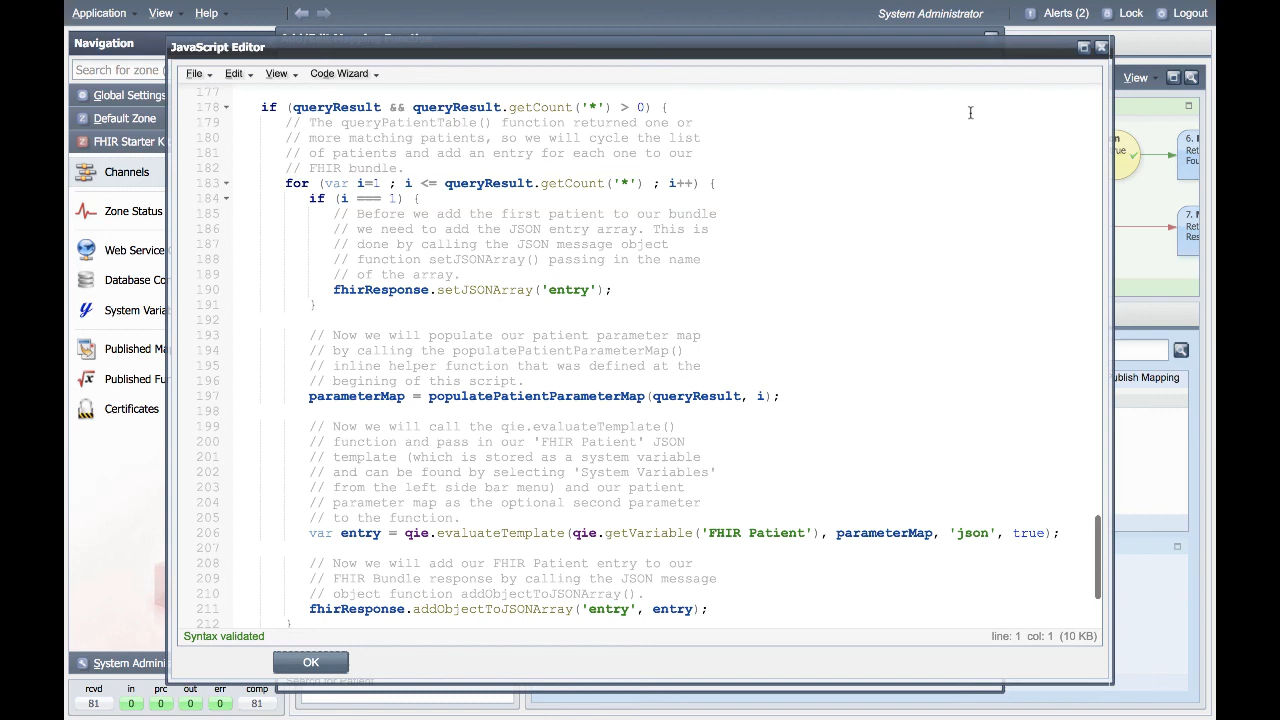 Application View Help
System Administrator Alerts (2) Lock Logout
Navigation
Search for zone (
Global Settings
Default Zone
FHIR Starter K
Channels
Zone Status
Web Service
Database Co
System Varia
Published Ma
Published Fu
Certificates
System Admini
rcvd in prc out err comp
81 0 0 0 0 81
JavaScript Editor
File Edit View Code Wizard
177
178 if (queryResult && queryResult.getCount('*') > 0) {
179 // The queryPatientTable() function returned one or
180 // more matching patients, so we will cycle the list
181 // of patients and add an entry for each one to our
182 // FHIR bundle.
183 for (var i=1 ; i <= queryResult.getCount('*') ; i++) {
184 if (i === 1) {
185 // Before we add the first patient to our bundle
186 // we need to add the JSON entry array. This is
187 // done by calling the JSON message object
188 // function setJSONArray() passing in the name
189 // of the array.
190 fhirResponse.setJSONArray('entry');
191 }
192
193 // Now we will populate our patient parameter map
194 // by calling the populatePatientParameterMap()
195 // inline helper function that was defined at the
196 // begining of this script.
197 parameterMap = populatePatientParameterMap(queryResult, i);
198
199 // Now we will call the qie.evaluateTemplate()
200 // function and pass in our 'FHIR Patient' JSON
201 // template (which is stored as a system variable
202 // and can be found by selecting 'System Variables'
203 // from the left side bar menu) and our patient
204 // parameter map as the optional second parameter
205 // to the function.
206 var entry = qie.evaluateTemplate(qie.getVariable('FHIR Patient'), parameterMap, 'json', true);
207
208 // Now we will add our FHIR Patient entry to our
209 // FHIR Bundle response by calling the JSON message
210 // object function addObjectToJSONArray().
211 fhirResponse.addObjectToJSONArray('entry', entry);
212 }
Syntax validated line: 1 col: 1 (10 KB)
OK
View
6.
Ret
Fou
7. N
Ret
Res
ublish Mapping